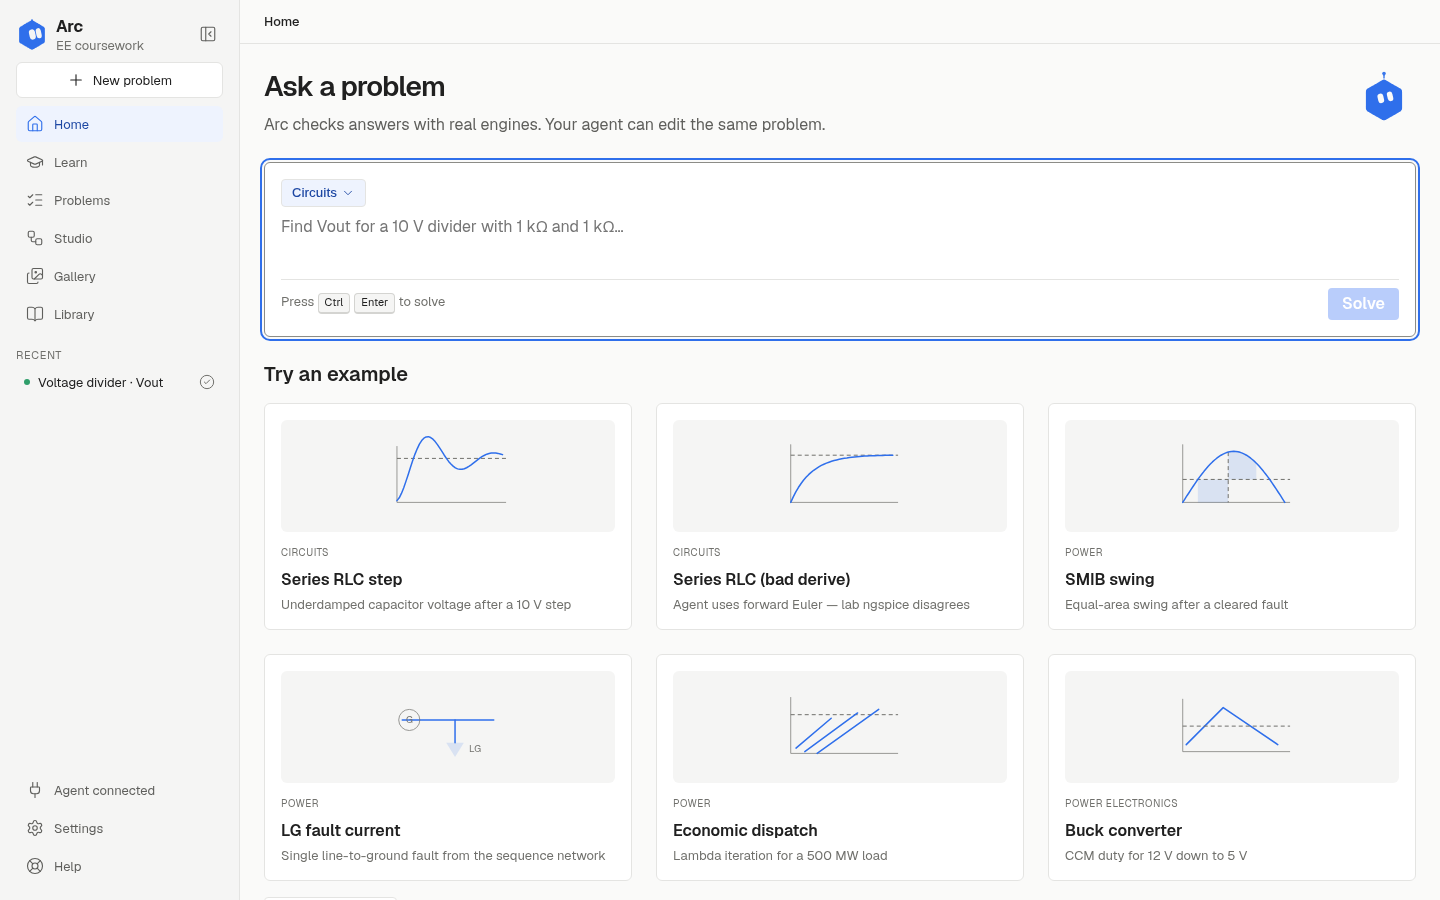 Arc
EE coursework
New problem
Home
Learn
Problems
Studio
Gallery
Library
RECENT
Voltage divider · Vout
Agent connected
Settings
Help
Home
Ask a problem
Arc checks answers with real engines. Your agent can edit the same problem.
Circuits
Find Vout for a 10 V divider with 1 kΩ and 1 kΩ...
Press Ctrl Enter to solve
Solve
Try an example
CIRCUITS
Series RLC step
Underdamped capacitor voltage after a 10 V step
CIRCUITS
Series RLC (bad derive)
Agent uses forward Euler — lab ngspice disagrees
POWER
SMIB swing
Equal-area swing after a cleared fault
G
LG
POWER
LG fault current
Single line-to-ground fault from the sequence network
POWER
Economic dispatch
Lambda iteration for a 500 MW load
POWER ELECTRONICS
Buck converter
CCM duty for 12 V down to 5 V